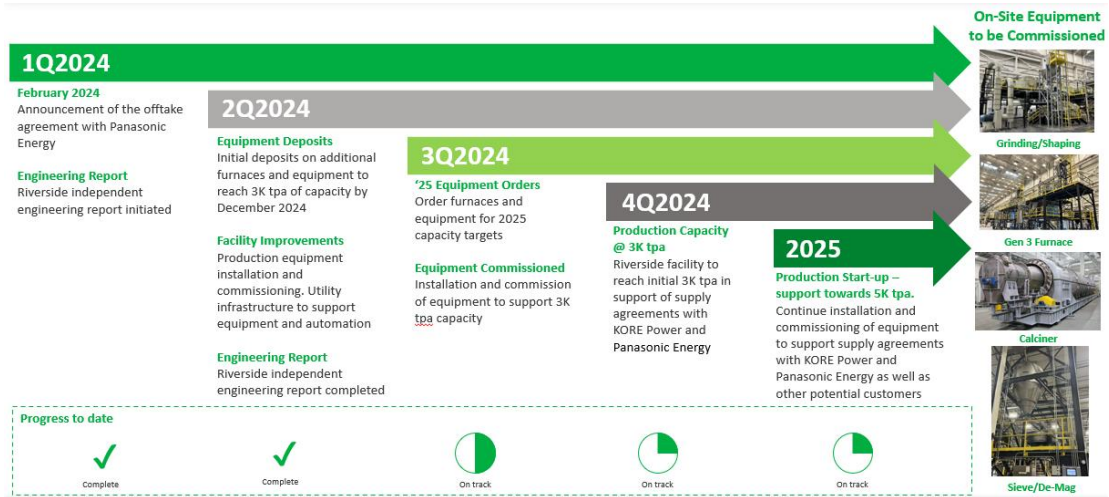 On-Site Equipment
to be Commissioned
1Q2024
February 2024
Announcement of the offtake
agreement with Panasonic
Energy
Engineering Report
Riverside independent
engineering report initiated
2Q2024
Equipment Deposits
Initial deposits on additional
furnaces and equipment to
reach 3K tpa of capacity by
December 2024
Facility Improvements
Production equipment
installation and
commissioning. Utility
infrastructure to support
equipment and automation
Engineering Report
Riverside independent
engineering report completed
3Q2024
‘25 Equipment Orders
Order furnaces and
equipment for 2025
capacity targets
Equipment Commissioned
Installation and commission
of equipment to support 3K
tpa capacity
4Q2024
Production Capacity
@ 3K tpa
Riverside facility to
reach initial 3K tpa in
support of supply
agreements with
KORE Power and
Panasonic Energy
2025
Production Start-up –
support towards 5K tpa.
Continue installation and
commissioning of equipment
to support supply agreements
with KORE Power and
Panasonic Energy as well as
other potential customers
Grinding/Shaping
Gen 3 Furnace
Calciner
Sieve/De-Mag
Progress to date
Complete
Complete
On track
On track
On track